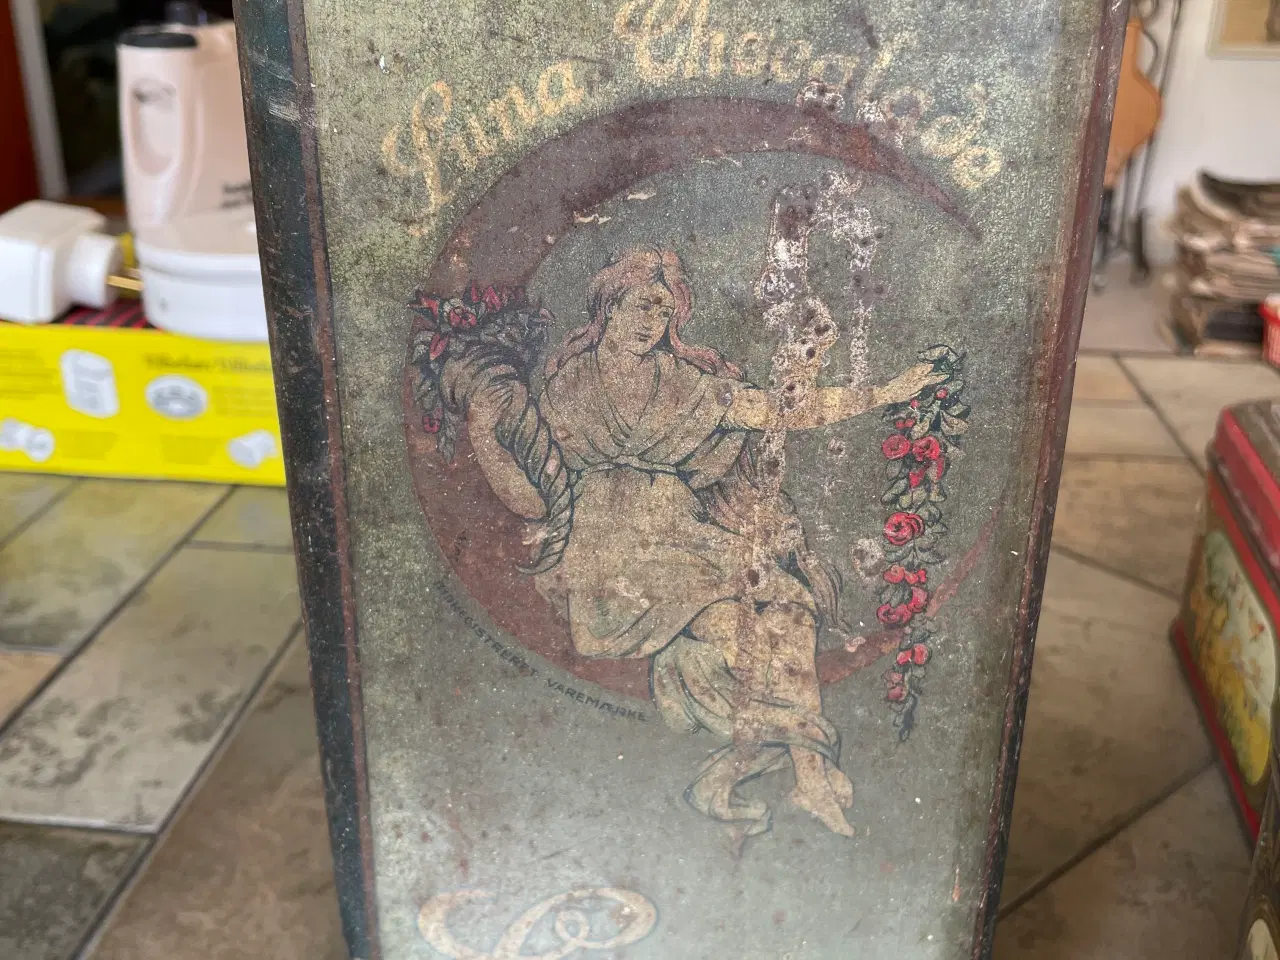 Luna Chocolade
INDREGISTRERET VAREMÆRKE